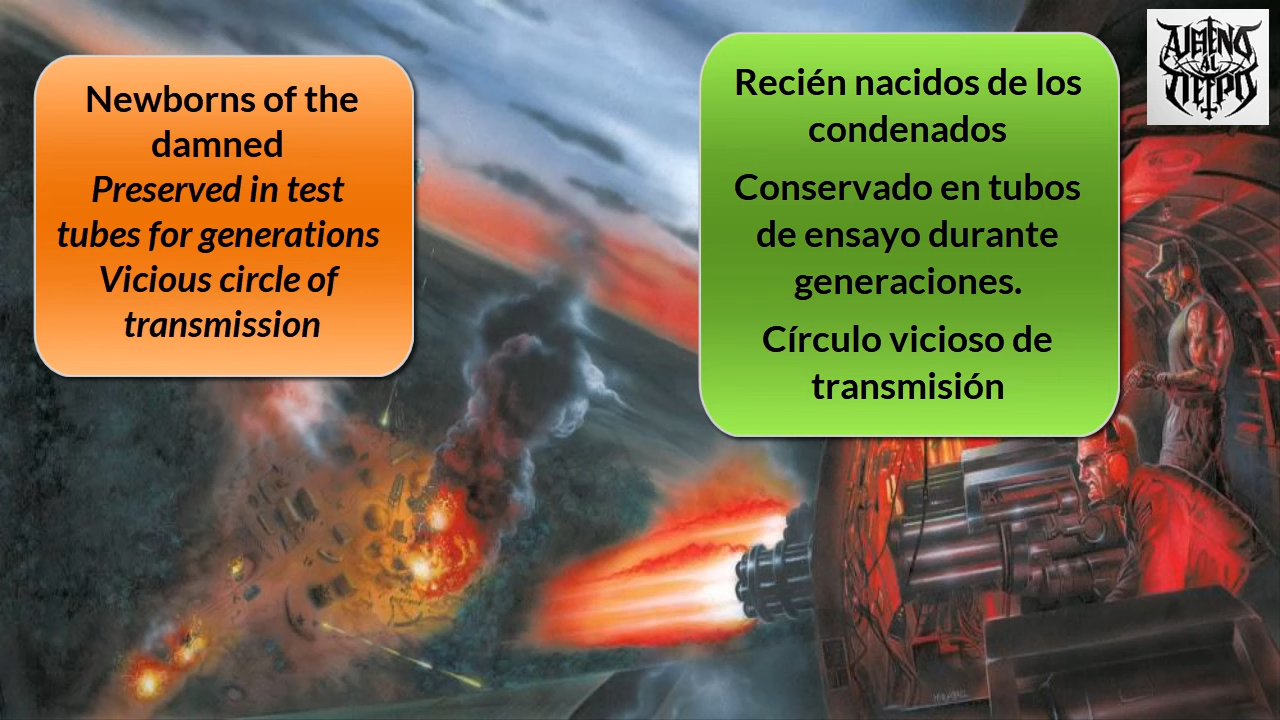 Newborns of the
damned
Preserved in test
tubes for generations
Vicious circle of
transmission
Recién nacidos de los
condenados
Conservado en tubos
de ensayo durante
generaciones.
Círculo vicioso de
transmisión